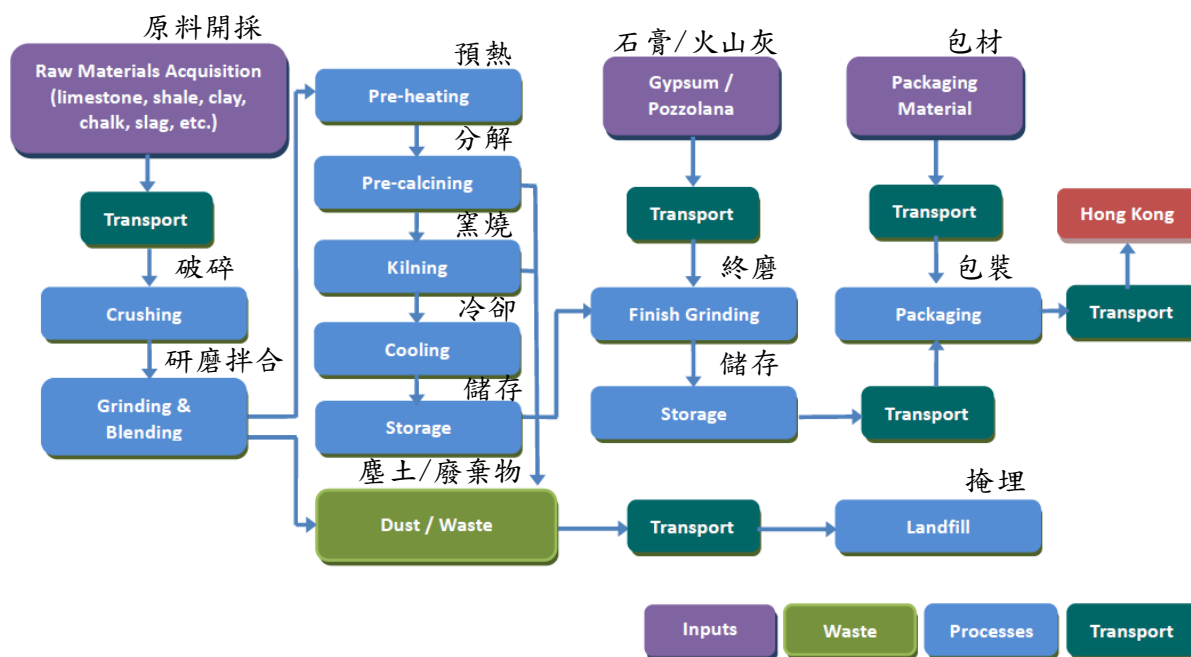 原料開採
Raw Materials Acquisition
(limestone, shale, clay,
chalk, slag, etc.)
Transport
破碎
Crushing
研磨拌合
Grinding &
Blending
預熱
Pre-heating
分解
Pre-calcining
窯燒
Kilning
冷卻
Cooling
儲存
Storage
塵土/廢棄物
Dust / Waste
石膏/火山灰
Gypsum /
Pozzolana
Transport
終磨
Finish Grinding
儲存
Storage
Transport
包材
Packaging
Material
Transport
包裝
Packaging
Transport
Hong Kong
Transport
掩埋
Landfill
Inputs
Waste
Processes
Transport